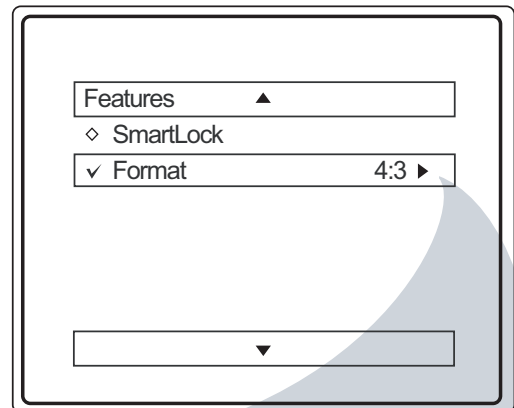 Features ▲
◇ SmartLock
✓ Format 4:3 ▶
▼